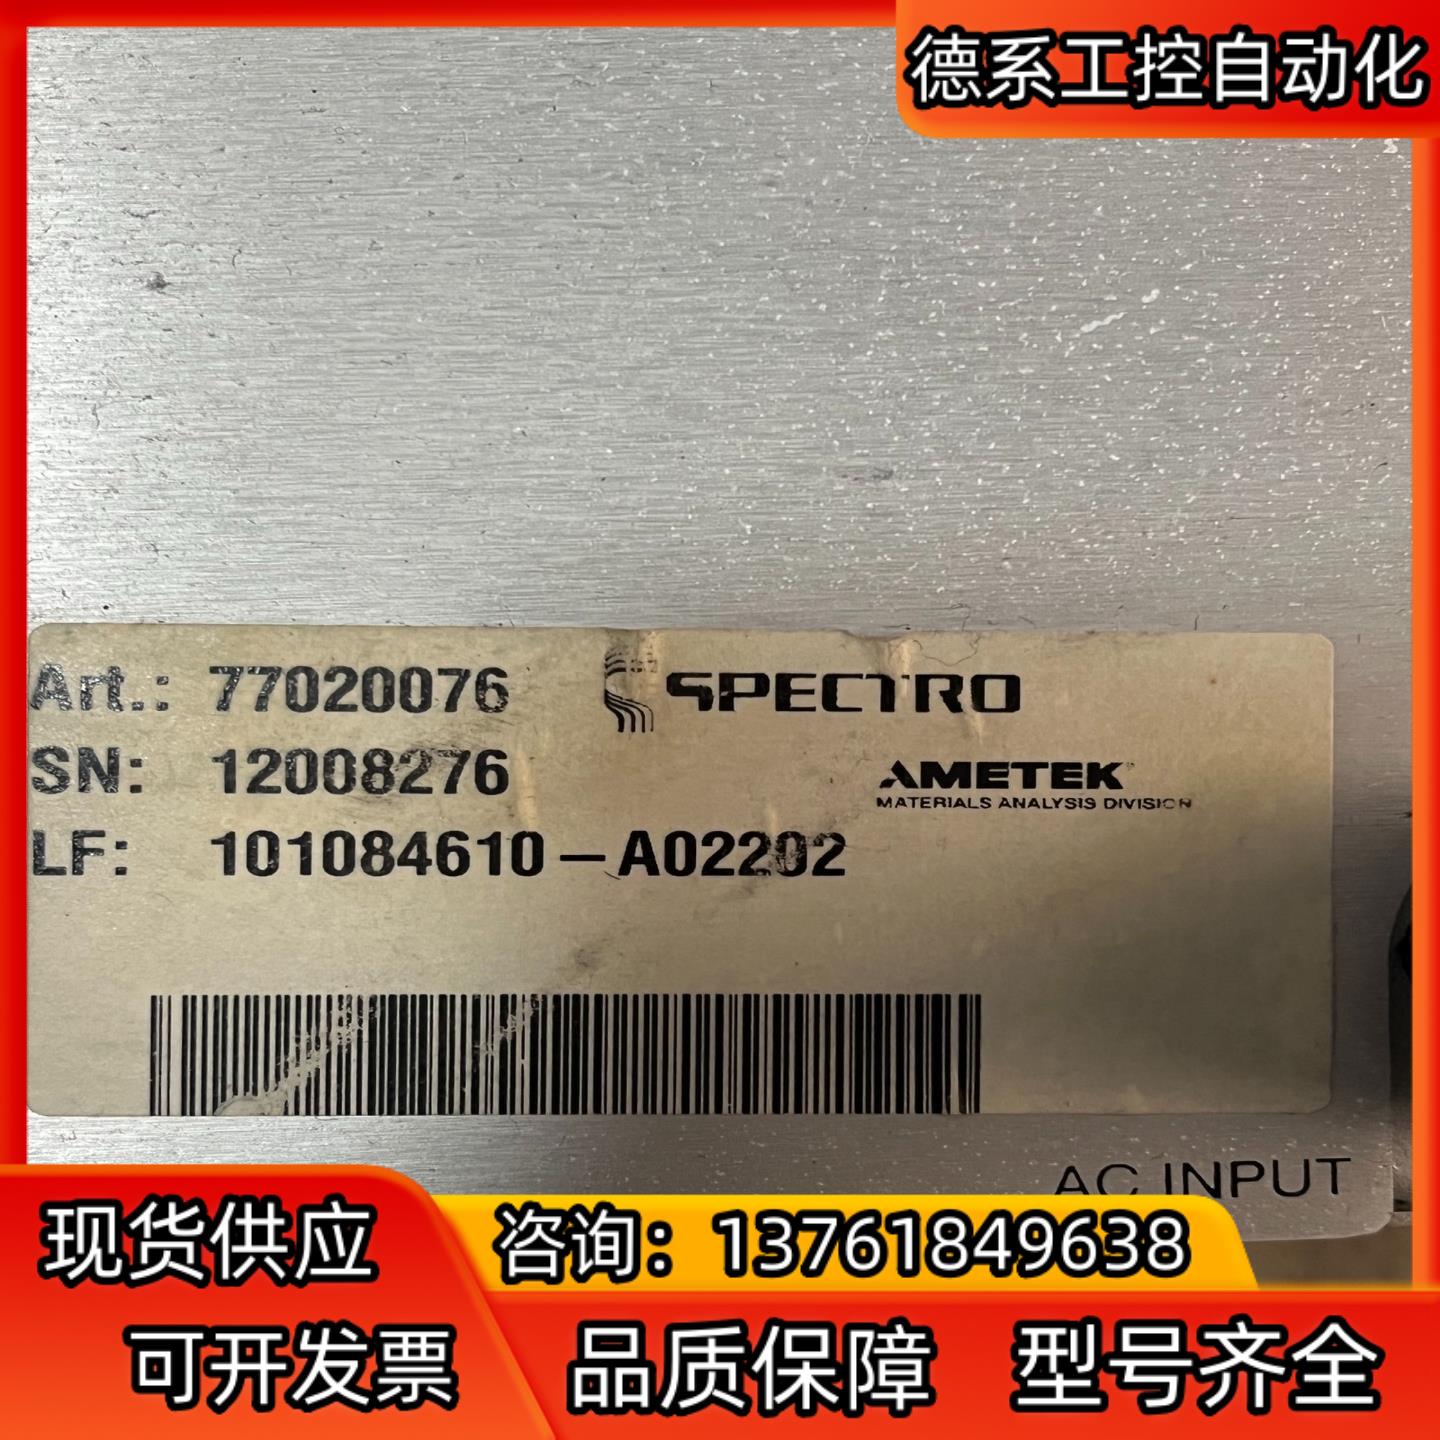 德系工控自动化
Art.: 77020076
SPECTRO
SN: 12008276
AMETEK
MATERIALS ANALYSIS DIVISION
LF: 101084610-A02202
AC INPUT
现货供应
咨询：13761849638
可开发票
品质保障
型号齐全